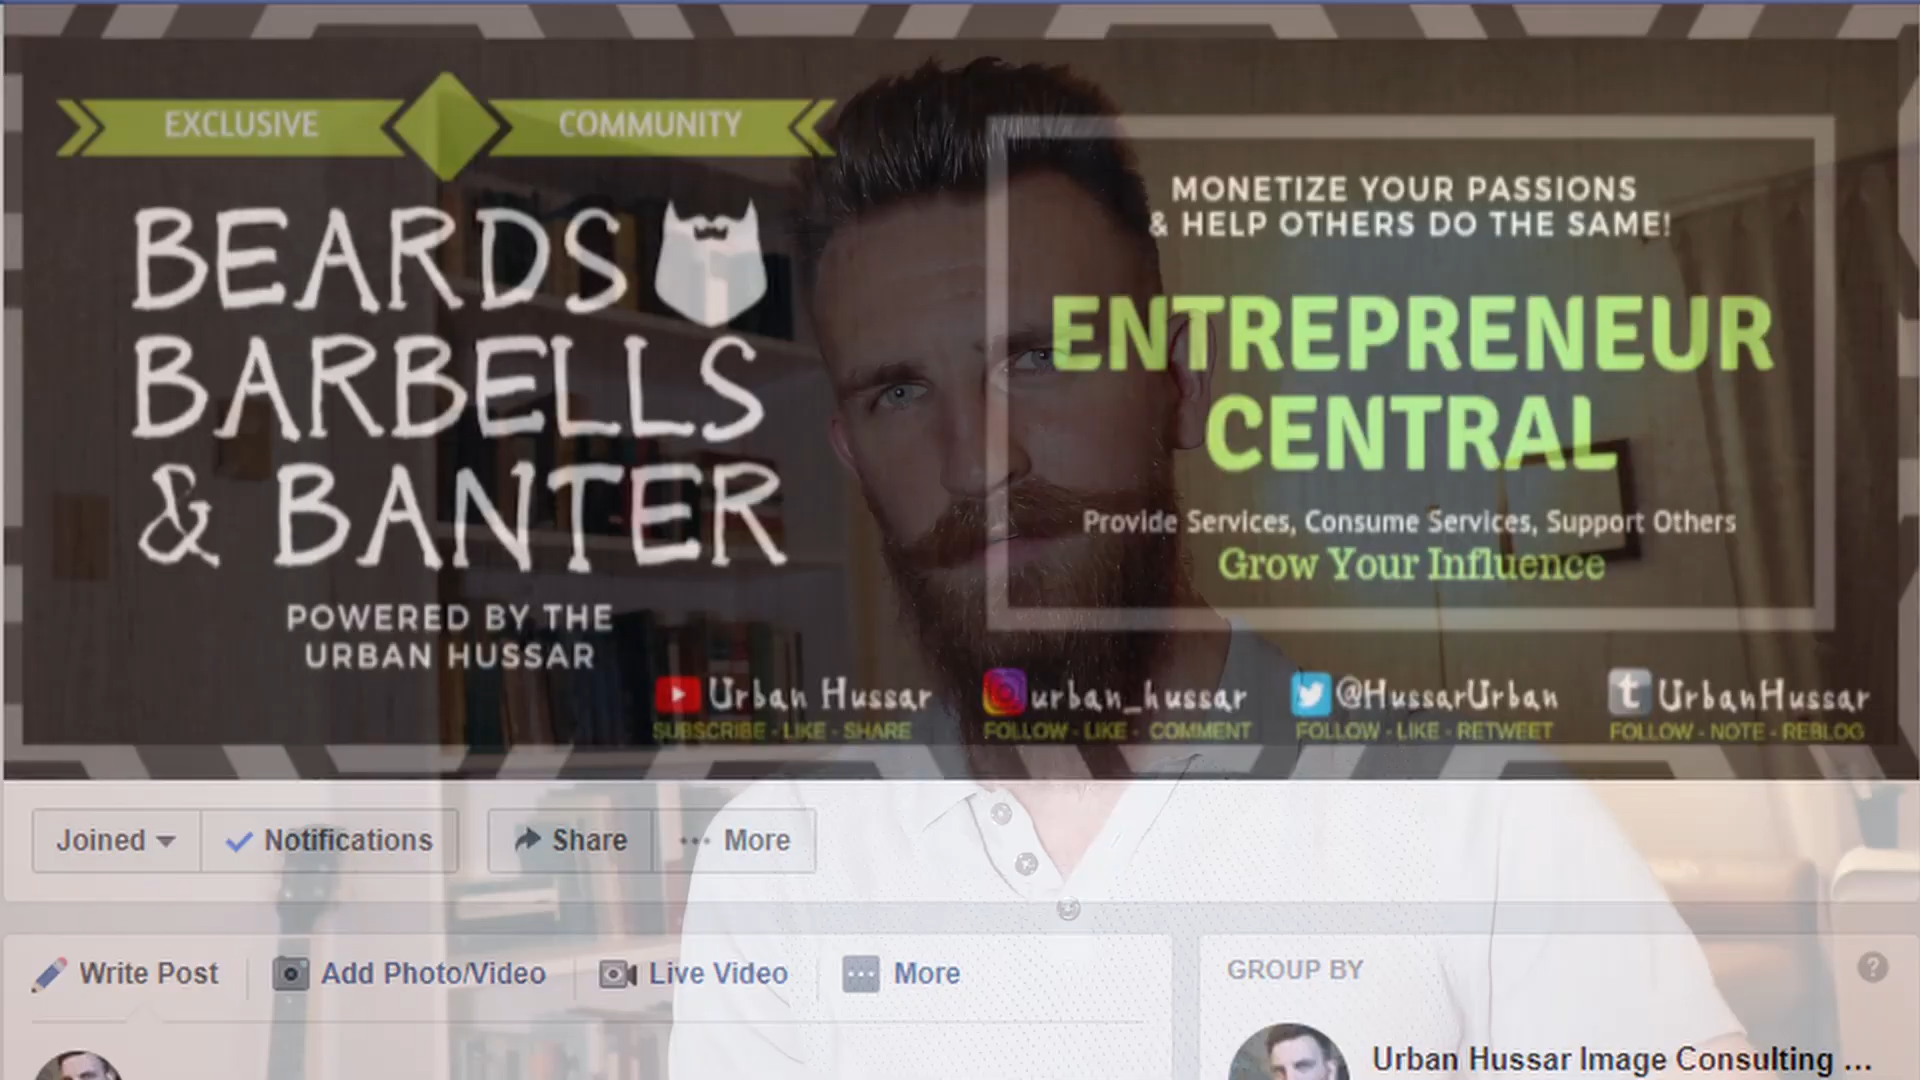 EXCLUSIVE COMMUNITY
BEARDS
BARBELLS
& BANTER
POWERED BY THE
URBAN HUSSAR
MONETIZE YOUR PASSIONS
& HELP OTHERS DO THE SAME!
ENTREPRENEUR
CENTRAL
Provide Services, Consume Services, Support Others
Grow Your Influence
Urban Hussar
SUBSCRIBE - LIKE - SHARE
urban_hussar
FOLLOW - LIKE - COMMENT
@HussarUrban
FOLLOW - LIKE - RETWEET
t UrbanHussar
FOLLOW - NOTE - REBLOG
Joined Notifications Share More
Write Post Add Photo/Video Live Video More
GROUP BY ?
Urban Hussar Image Consulting ...